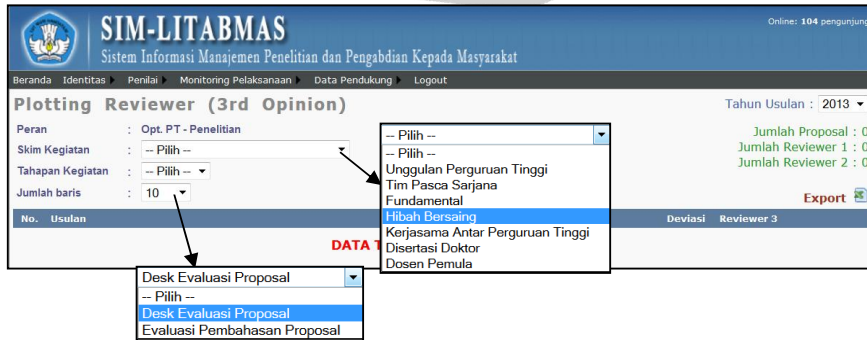 SIM-LITABMAS
Online: 104 pengunjung
Sistem Informasi Manajemen Penelitian dan Pengabdian Kepada Masyarakat
Beranda Identitas Penilai Monitoring Pelaksanaan Data Pendukung Logout
Plotting Reviewer (3rd Opinion)
Tahun Usulan : 2013
Peran : Opt. PT - Penelitian
Skim Kegiatan : -- Pilih --
Tahapan Kegiatan : -- Pilih --
Jumlah baris : 10
-- Pilih --
-- Pilih --
Unggulan Perguruan Tinggi
Tim Pasca Sarjana
Fundamental
Hibah Bersaing
Kerjasama Antar Perguruan Tinggi
Disertasi Doktor
Dosen Pemula
Jumlah Proposal : 0
Jumlah Reviewer 1 : 0
Jumlah Reviewer 2 : 0
Export
No. Usulan Deviasi Reviewer 3
DATA
Desk Evaluasi Proposal
-- Pilih --
Desk Evaluasi Proposal
Evaluasi Pembahasan Proposal